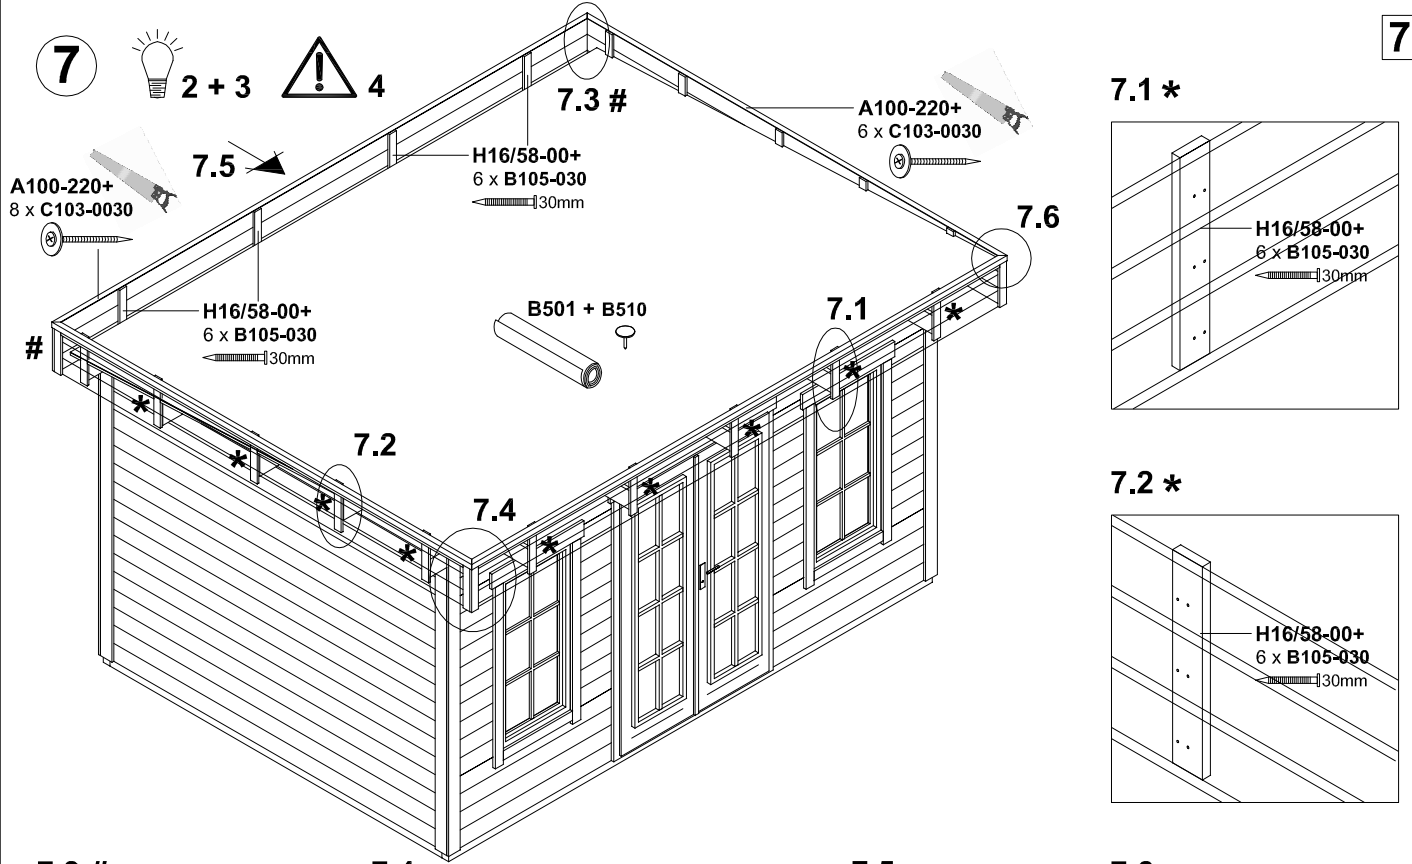 7
2 + 3
4
7
7.3 #
A100-220+
6 x C103-0030
7.5
H16/58-00+
6 x B105-030
30mm
A100-220+
8 x C103-0030
7.6
H16/58-00+
6 x B105-030
30mm
B501 + B510
7.1
#
*
*
*
*
*
*
*
*
*
7.2
7.4
7.1 *
H16/58-00+
6 x B105-030
30mm
7.2 *
H16/58-00+
6 x B105-030
30mm